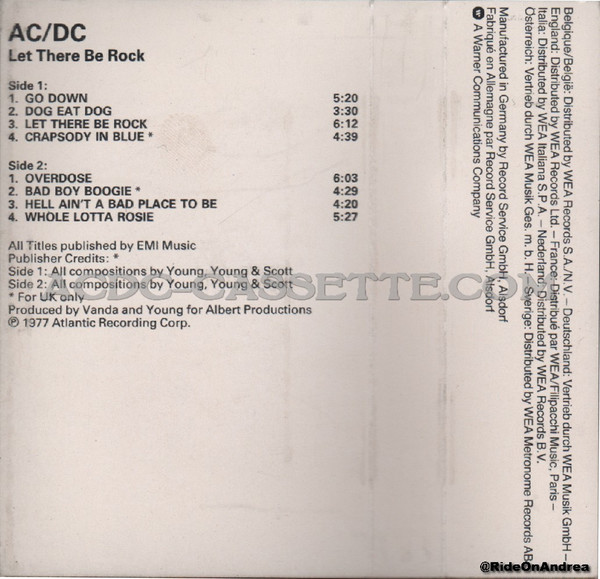 AC/DC
Let There Be Rock
Side 1:
1. GO DOWN 5:20
2. DOG EAT DOG 3:30
3. LET THERE BE ROCK 6:12
4. CRAPSODY IN BLUE * 4:39
Side 2:
1. OVERDOSE 6:03
2. BAD BOY BOOGIE * 4:29
3. HELL AIN'T A BAD PLACE TO BE 4:20
4. WHOLE LOTTA ROSIE 5:27
All Titles published by EMI Music
Publisher Credits: *
Side 1: All compositions by Young, Young & Scott
Side 2: All compositions by Young, Young & Scott
* For UK only
Produced by Vanda and Young for Albert Productions
℗ 1977 Atlantic Recording Corp.
Belgique/België: Distributed by WEA Records S.A./N.V. – Deutschland: Vertrieb durch WEA Musik GmbH –
England: Distributed by WEA Records Ltd. – France: Distribué par WEA/Filipacchi Music, Paris –
Italia: Distributed by WEA Italiana S.P.A. – Nederland: Distributed by WEA Records B.V.
Österreich: Vertrieb durch WEA Musik Ges. m. b. H. – Sverige: Distributed by WEA Metronome Records AB
Manufactured in Germany by Record Service GmbH, Alsdorf
Fabriqué en Allemagne par Record Service GmbH, Alsdorf
A Warner Communications Company
ACDC-CASSETTE.COM
@RideOnAndrea